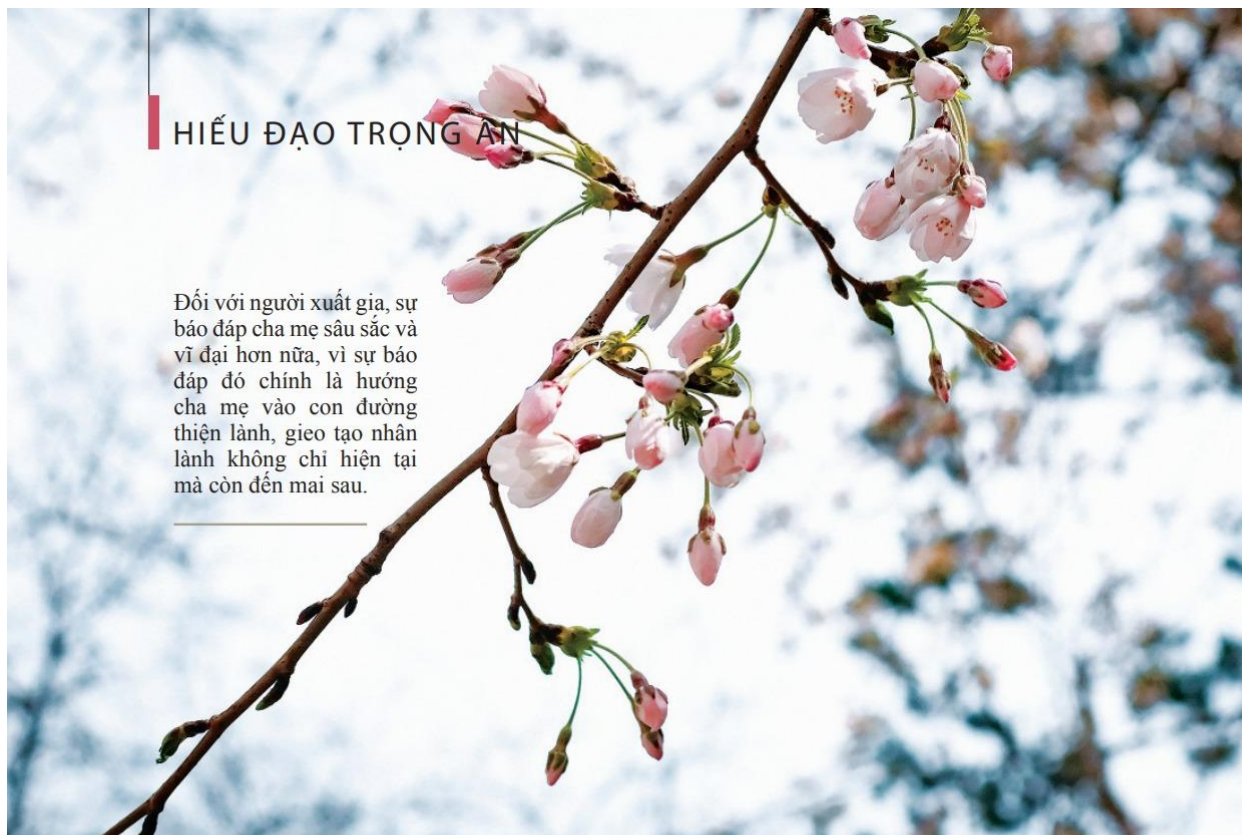 HIẾU ĐẠO TRỌNG ÂN
Đối với người xuất gia, sự
báo đáp cha mẹ sâu sắc và
vĩ đại hơn nữa, vì sự báo
đáp đó chính là hướng
cha mẹ vào con đường
thiện lành, gieo tạo nhân
lành không chỉ hiện tại
mà còn đến mai sau.